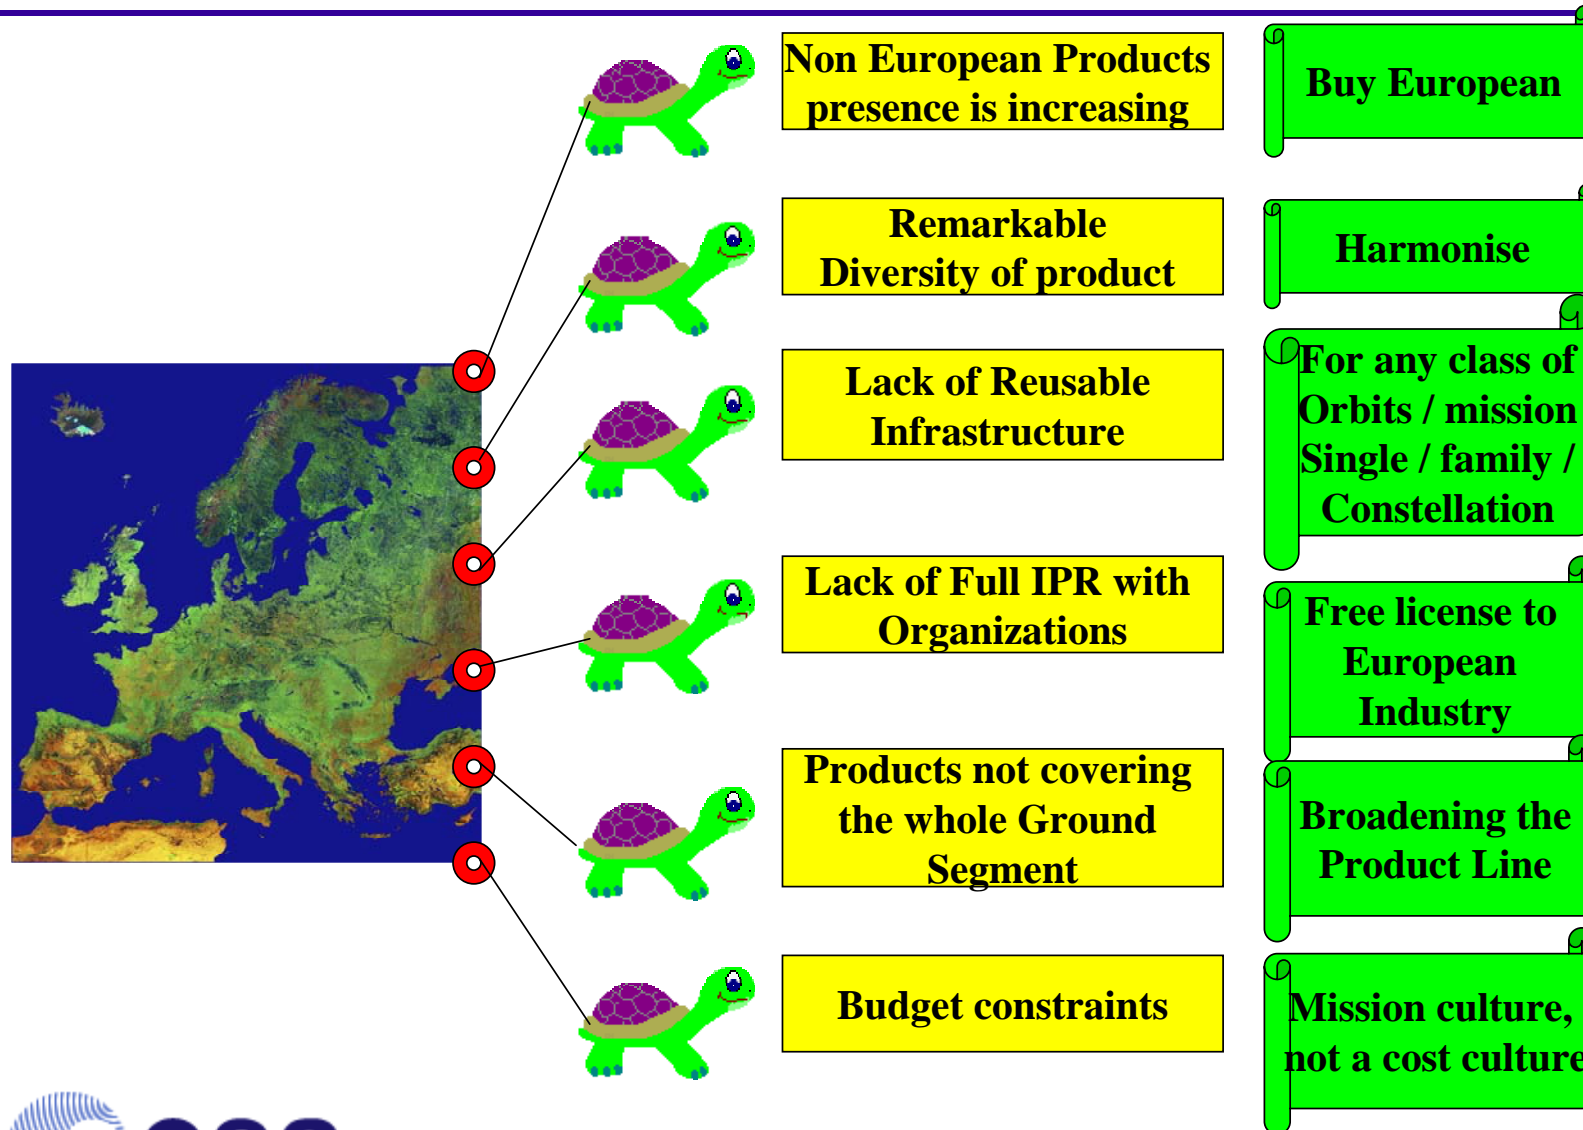 Non European Products
presence is increasing
Buy European
Remarkable
Diversity of product
Harmonise
Lack of Reusable
Infrastructure
For any class of
Orbits / mission
Single / family /
Constellation
Lack of Full IPR with
Organizations
Free license to
European
Industry
Products not covering
the whole Ground
Segment
Broadening the
Product Line
Budget constraints
Mission culture,
not a cost culture